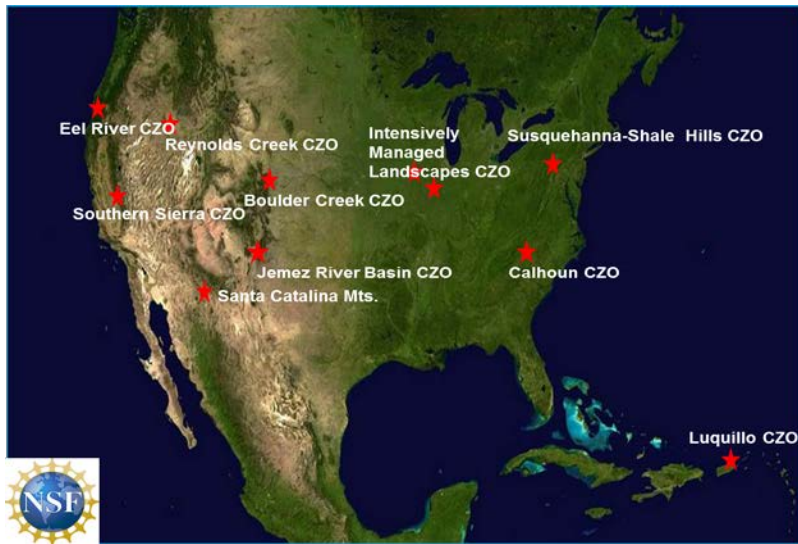 Eel River CZO
Reynolds Creek CZO
Intensively
Managed
Landscapes CZO
Susquehanna-Shale Hills CZO
Southern Sierra CZO
Boulder Creek CZO
Jemez River Basin CZO
Calhoun CZO
Santa Catalina Mts.
Luquillo CZO
NSF